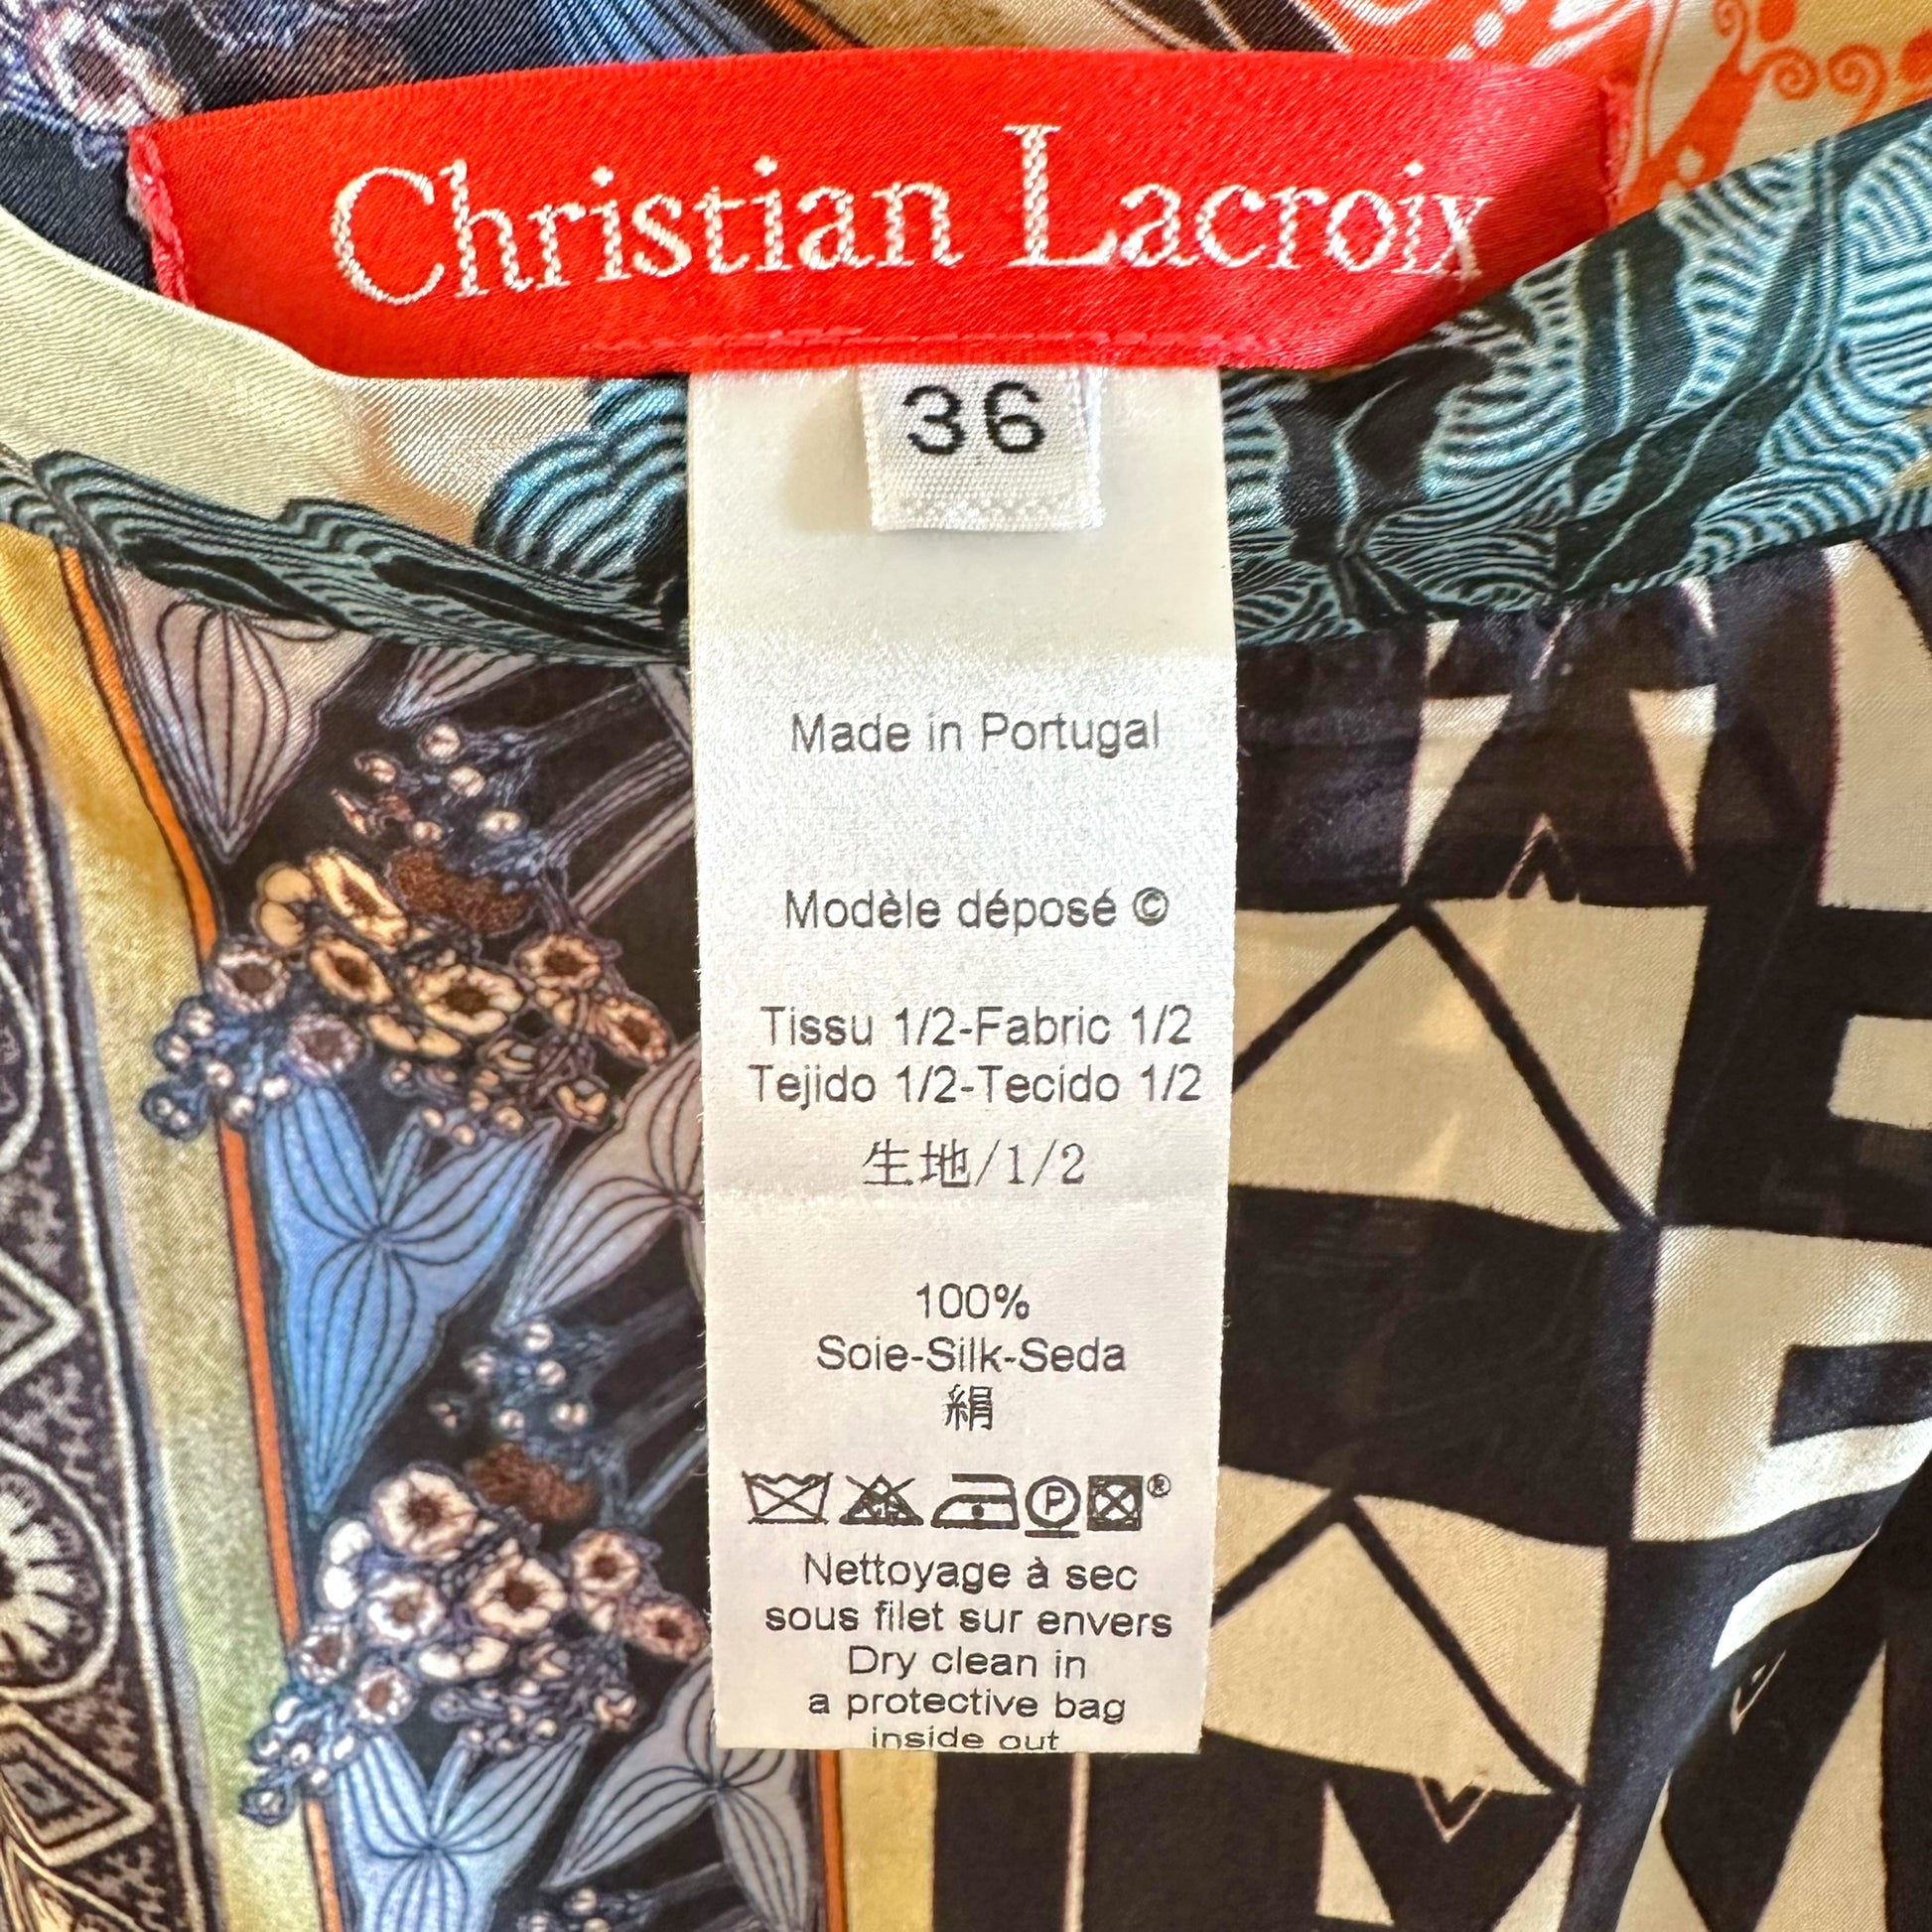 Christian Lacroix
36
Made in Portugal
Modèle déposé ©
Tissu 1/2-Fabric 1/2
Tejido 1/2-Tecido 1/2
生地/1/2
100%
Soie-Silk-Seda
絹
P ®
Nettoyage à sec
sous filet sur envers
Dry clean in
a protective bag
inside out